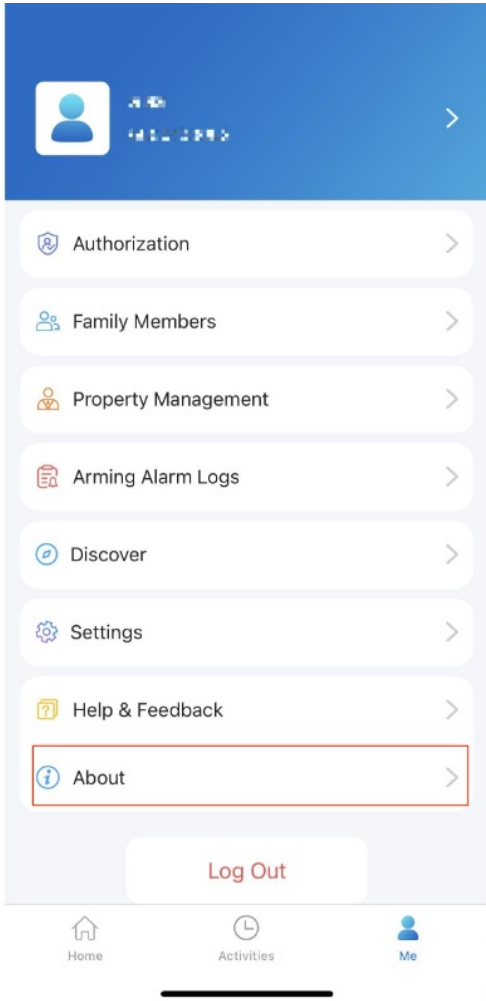 Authorization
Family Members
Property Management
Arming Alarm Logs
Discover
Settings
Help & Feedback
About
Log Out
Home
Activities
Me